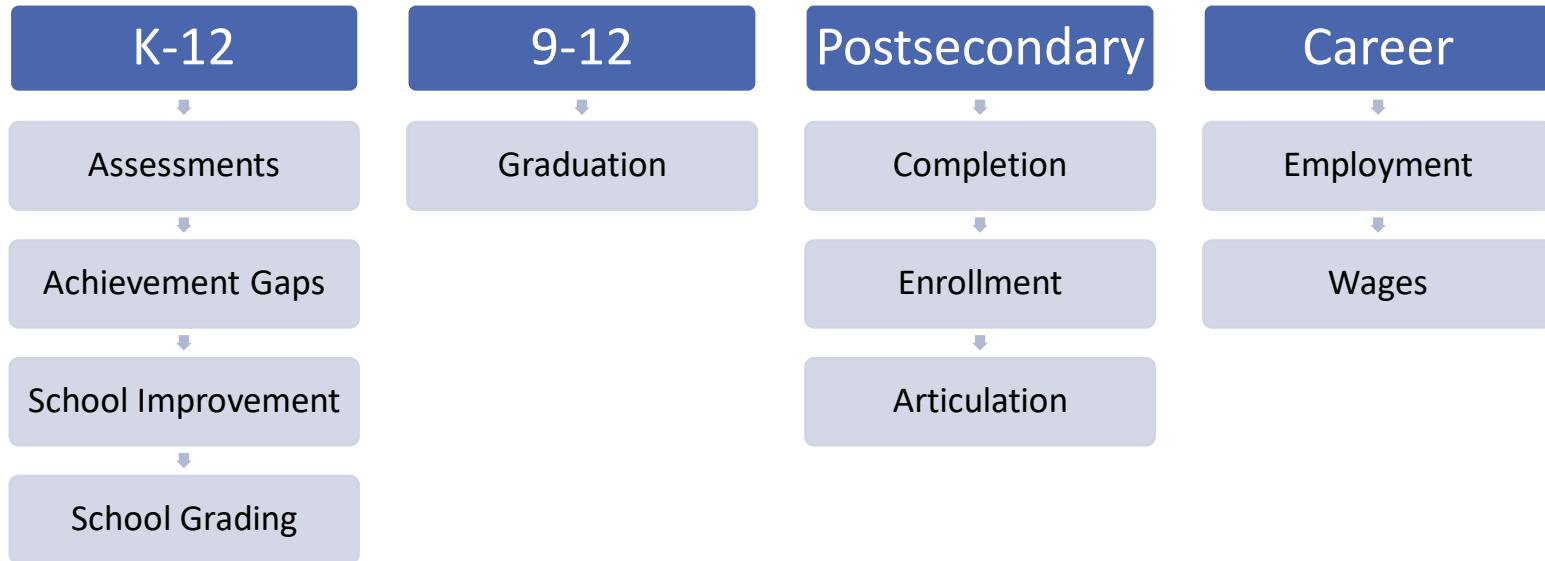 K-12
Assessments
Achievement Gaps
School Improvement
School Grading
9-12
Graduation
Postsecondary
Completion
Enrollment
Articulation
Career
Employment
Wages